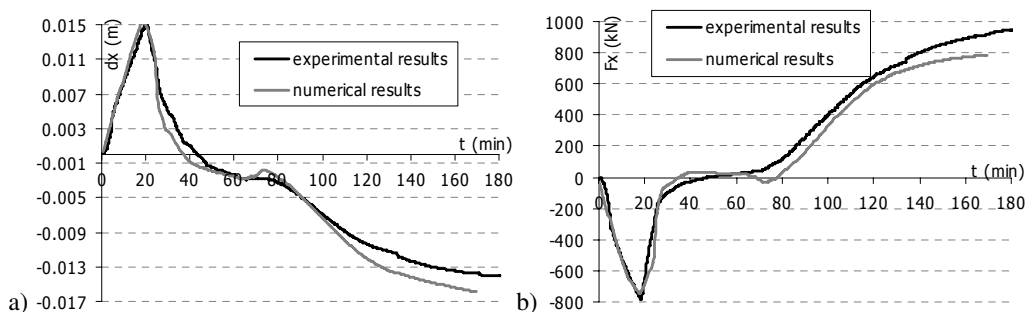 0.015
0.011
0.007
0.003
-0.001
-0.005
-0.009
-0.013
-0.017
dx (m)
experimental results
numerical results
t (min)
0 20 40 60 80 100 120 140 160 180
a)
1000
800
600
400
200
0
-200
-400
-600
-800
Fx (kN)
experimental results
numerical results
t (min)
0 20 40 60 80 100 120 140 160 180
b)